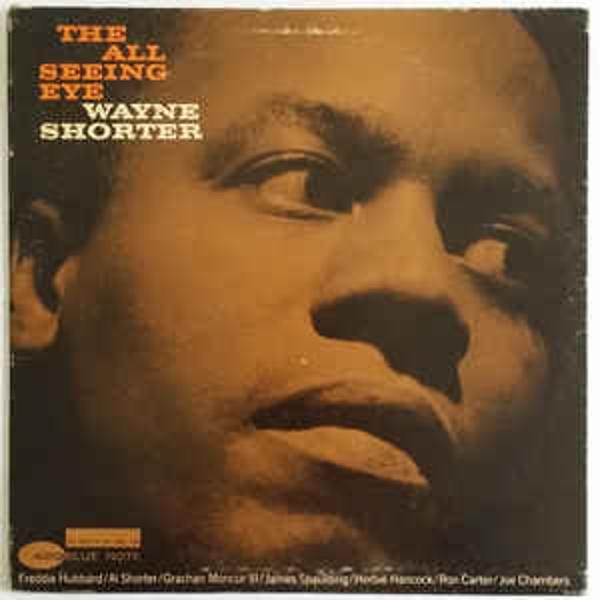 THE
ALL
SEEING
EYE
WAYNE
SHORTER
BLUE NOTE
Freddie Hubbard/Al Shorter/Grachan Moncur III/James Spaulding/Herbie Hancock/Ron Carter/Joe Chambers